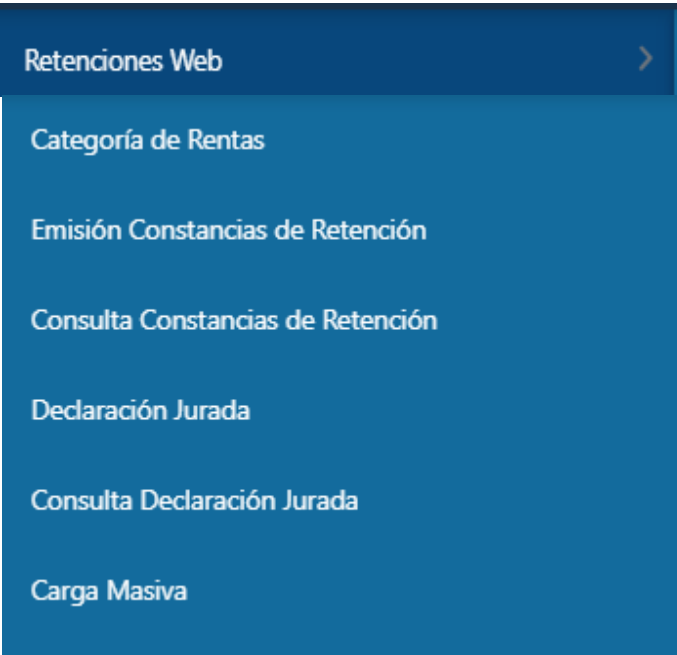 Retenciones Web
Categoría de Rentas
Emisión Constancias de Retención
Consulta Constancias de Retención
Declaración Jurada
Consulta Declaración Jurada
Carga Masiva